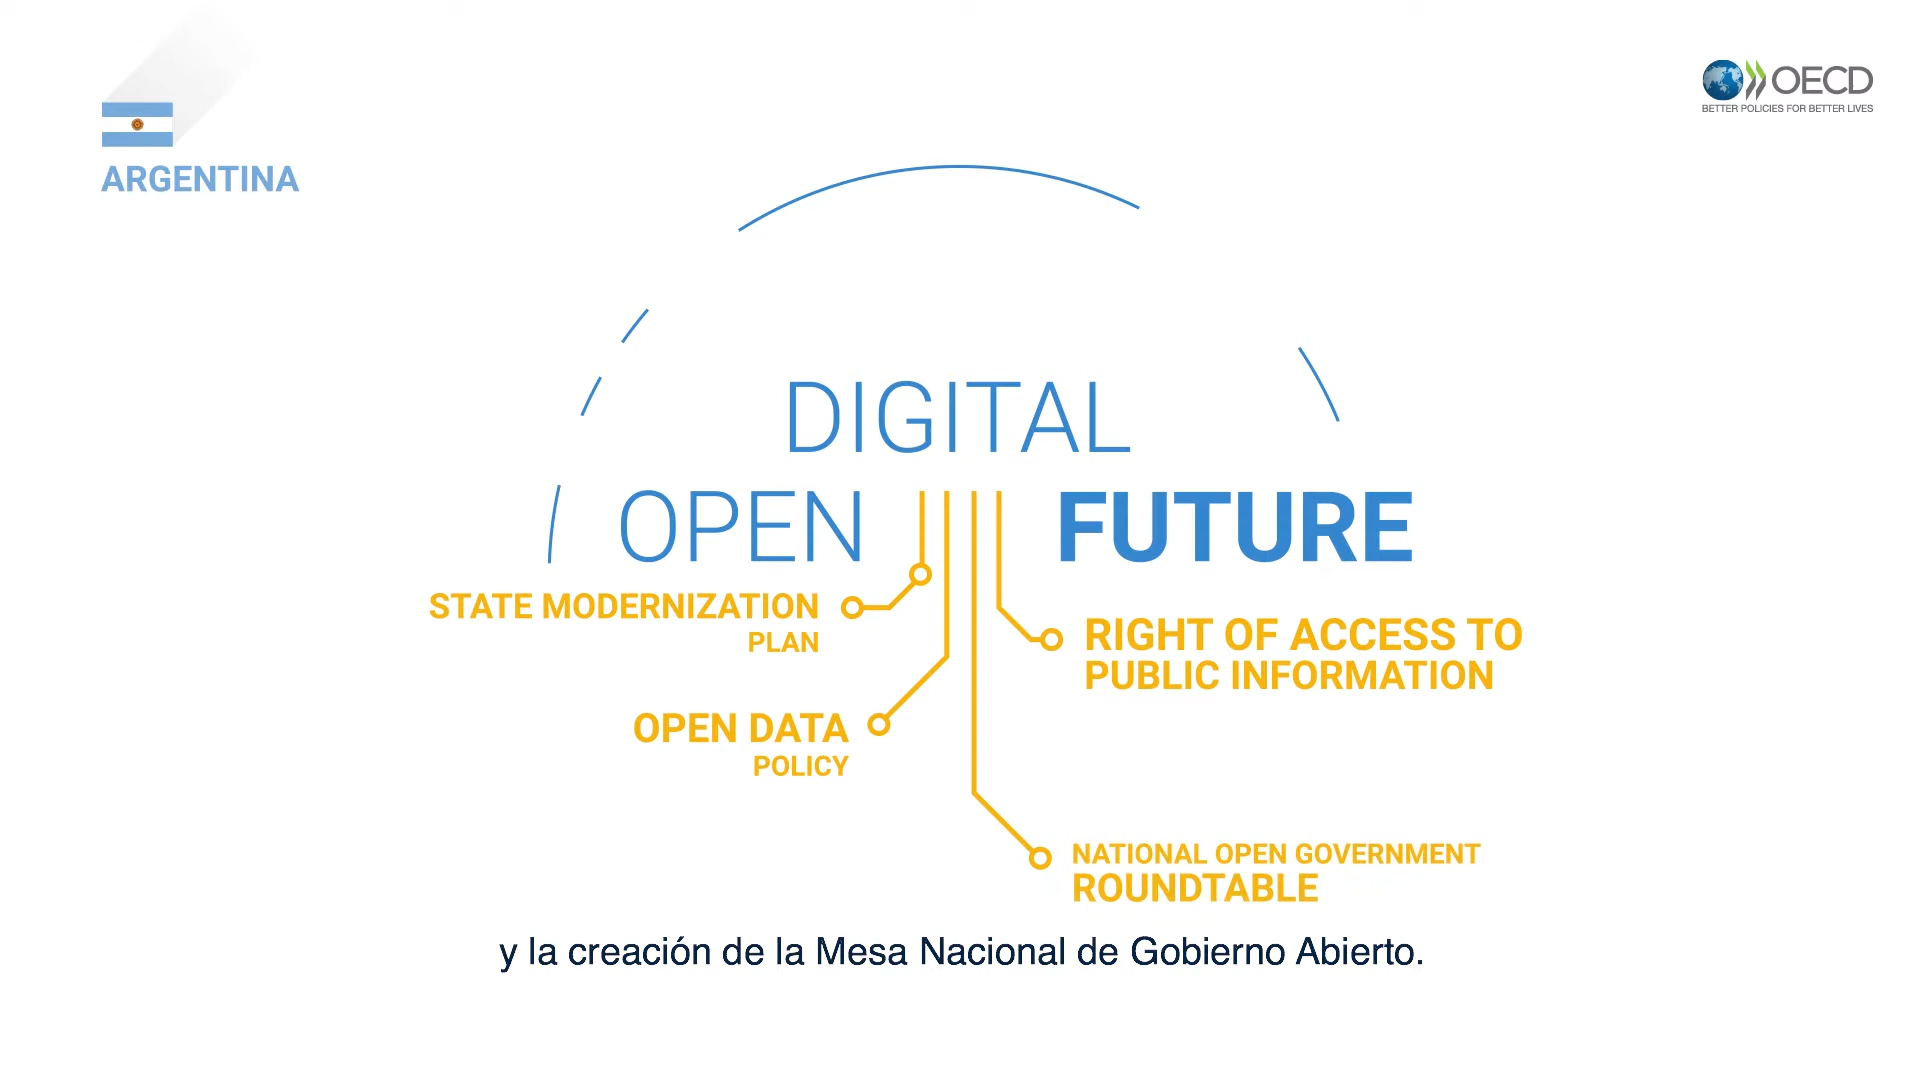 ARGENTINA
OECD
BETTER POLICIES FOR BETTER LIVES
DIGITAL
OPEN
FUTURE
STATE MODERNIZATION
PLAN
RIGHT OF ACCESS TO
PUBLIC INFORMATION
OPEN DATA
POLICY
NATIONAL OPEN GOVERNMENT
ROUNDTABLE
y la creación de la Mesa Nacional de Gobierno Abierto.